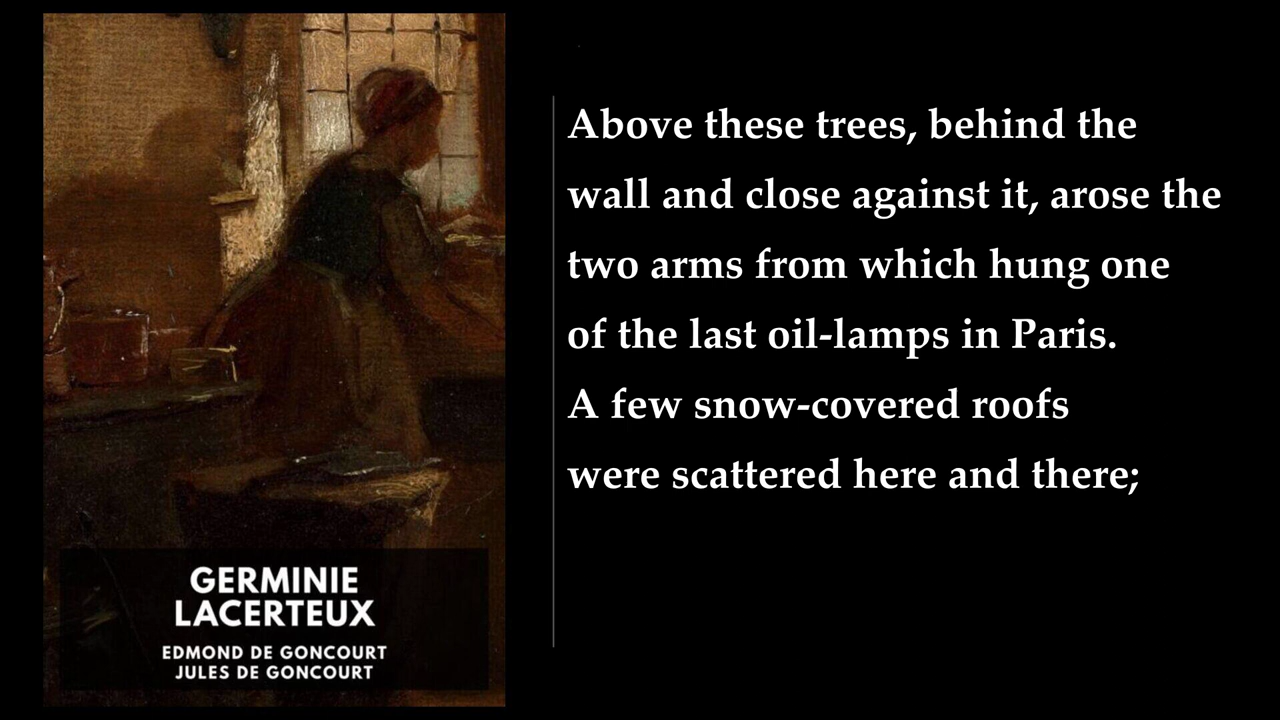 Above these trees, behind the
wall and close against it, arose the
two arms from which hung one
of the last oil-lamps in Paris.
A few snow-covered roofs
were scattered here and there;
GERMINIE
LACERTEUX
EDMOND DE GONCOURT
JULES DE GONCOURT